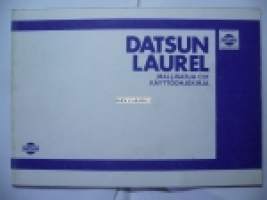 DATSUN
LAUREL
MALLISARJA C31
KÄYTTÖOHJEKIRJA